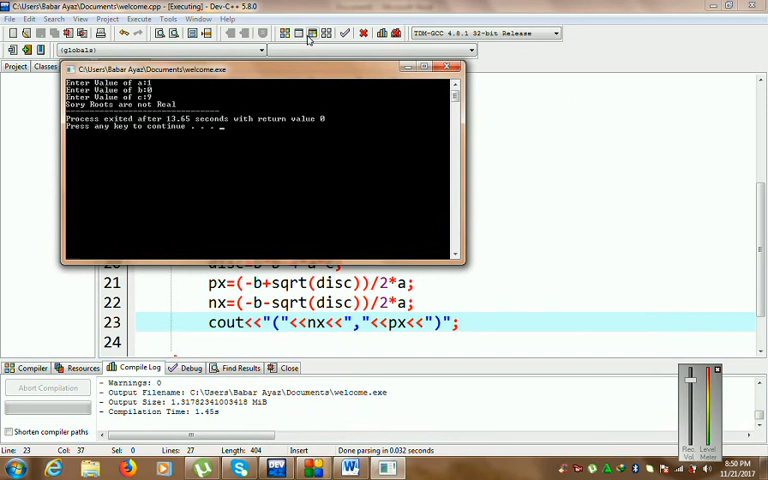 C:\Users\Babar Ayaz\Documents\welcome.cpp - [Executing] - Dev-C++ 5.8.0
File Edit Search View Project Execute Tools Window Help
TDM-GCC 4.8.1 32-bit Release
(globals)
Project Classes
C:\Users\Babar Ayaz\Documents\welcome.exe
Enter Value of a:1
Enter Value of b:0
Enter Value of c:9
Sory Roots are not Real
--------------------------------
Process exited after 13.65 seconds with return value 0
Press any key to continue . . . _
21 px=(-b+sqrt(disc))/2*a;
22 nx=(-b-sqrt(disc))/2*a;
23 cout<<"("<<nx<<","<<px<<")";
24
Compiler Resources Compile Log Debug Find Results Close
Abort Compilation
Shorten compiler paths
- Warnings: 0
- Output Filename: C:\Users\Babar Ayaz\Documents\welcome.exe
- Output Size: 1.31782341003418 MiB
- Compilation Time: 1.45s
Rec. Vol
Level Meter
Line: 23 Col: 37 Sel: 0 Lines: 27 Length: 404 Insert Done parsing in 0.032 seconds
DEV
8:50 PM
11/21/2017